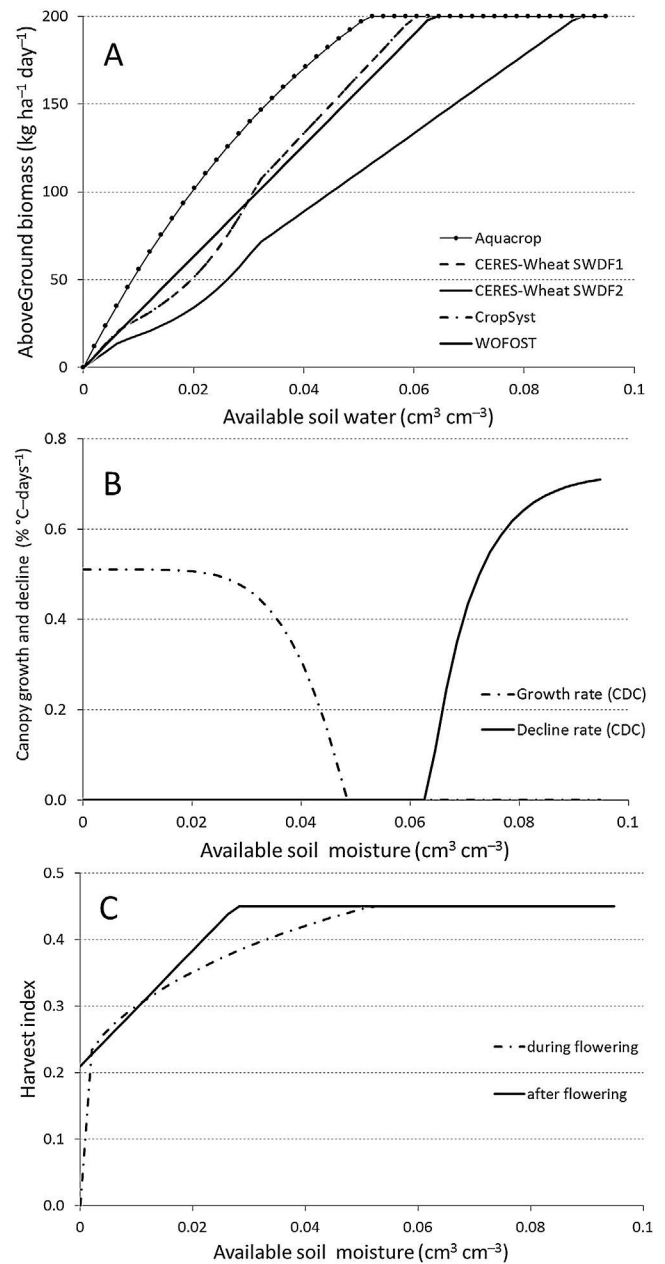 A
AboveGround biomass (kg ha⁻¹ day⁻¹)
200
150
100
50
0
Aquacrop
CERES-Wheat SWDF1
CERES-Wheat SWDF2
CropSyst
WOFOST
0 0.02 0.04 0.06 0.08 0.1
Available soil water (cm³ cm⁻³)
B
Canopy growth and decline (% °C–days⁻¹)
0.8
0.6
0.4
0.2
0.0
Growth rate (CDC)
Decline rate (CDC)
0 0.02 0.04 0.06 0.08 0.1
Available soil moisture (cm³ cm⁻³)
C
Harvest index
0.5
0.4
0.3
0.2
0.1
0.0
during flowering
after flowering
0 0.02 0.04 0.06 0.08 0.1
Available soil moisture (cm³ cm⁻³)